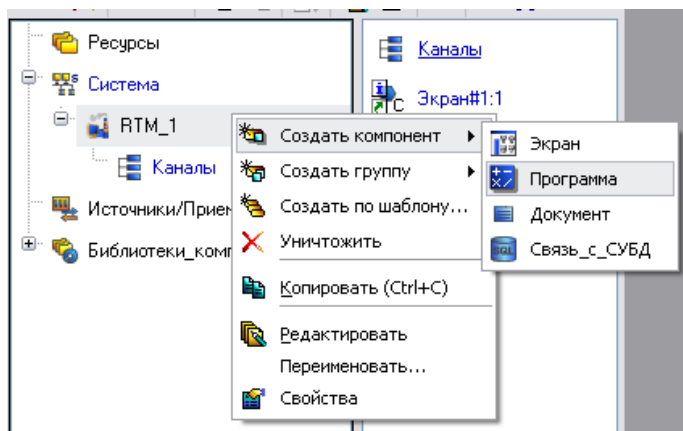 Ресурсы
Система
RTM_1
Каналы
Источники/Прием
Библиотеки_комп
Каналы
Экран#1:1
Создать компонент
Создать группу
Создать по шаблону...
Уничтожить
Копировать (Ctrl+C)
Редактировать
Переименовать...
Свойства
Экран
Программа
Документ
Связь_с_СУБД